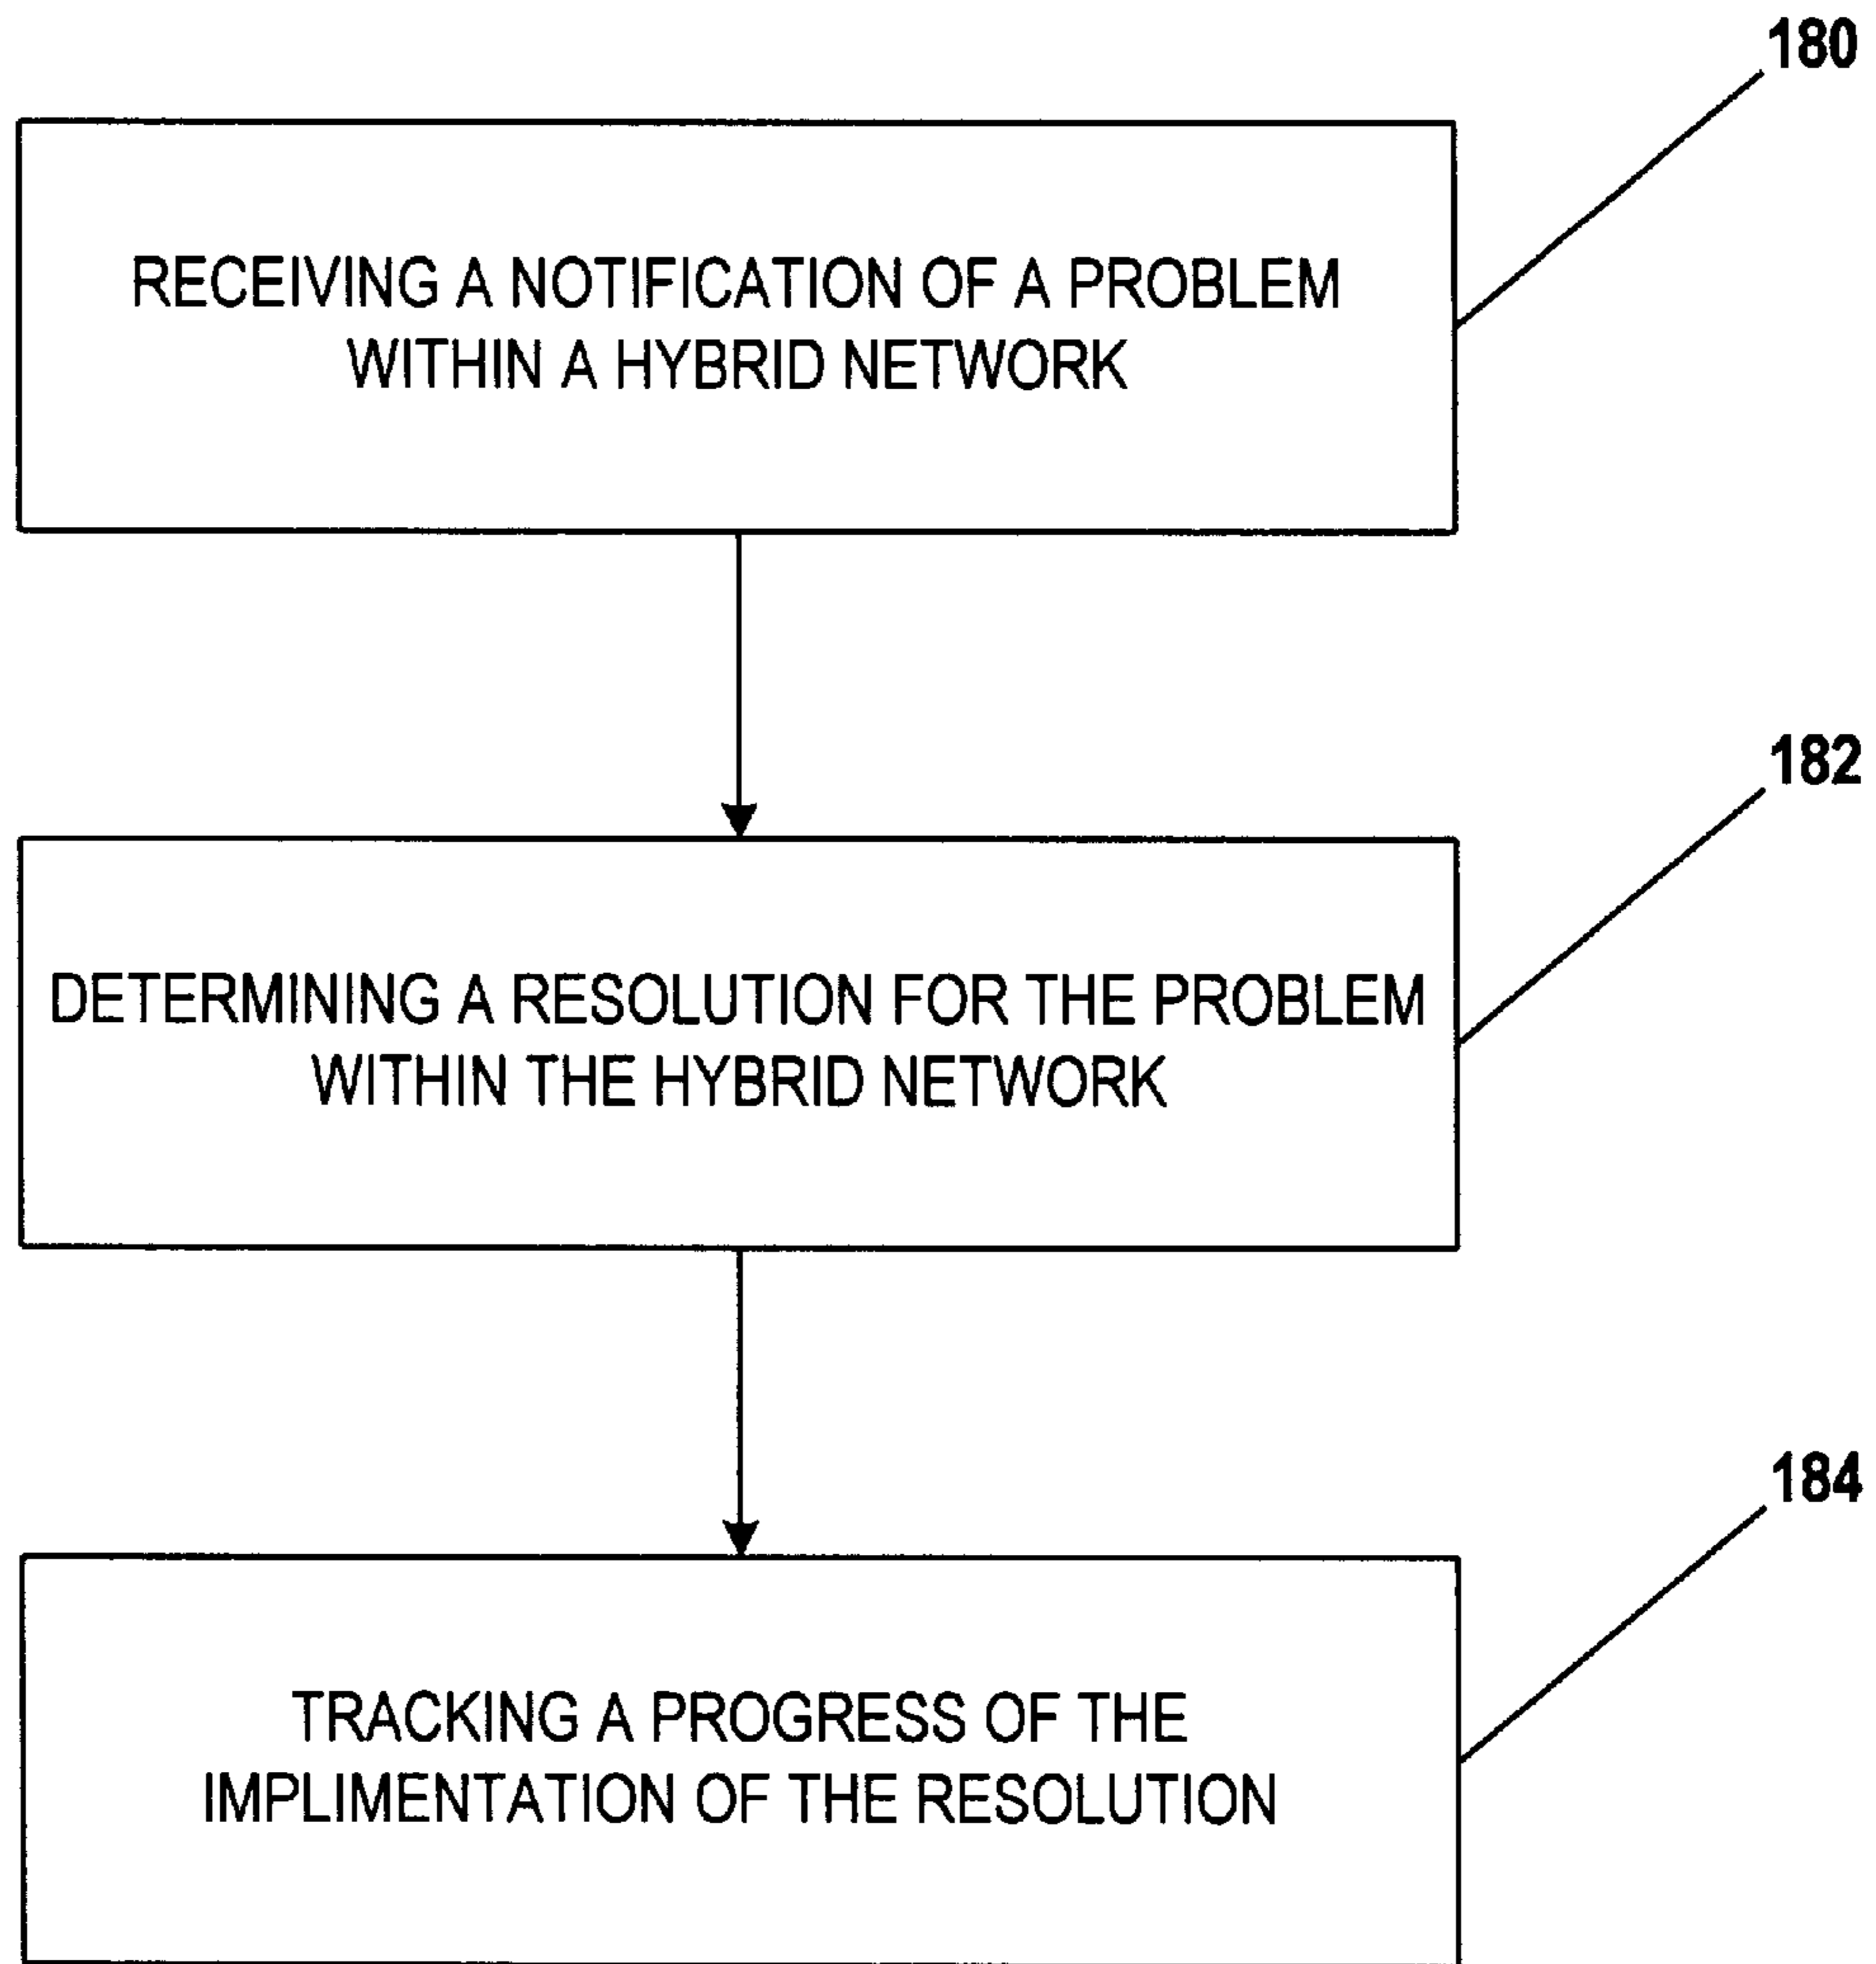 180
RECEIVING A NOTIFICATION OF A PROBLEM
WITHIN A HYBRID NETWORK
182
DETERMINING A RESOLUTION FOR THE PROBLEM
WITHIN THE HYBRID NETWORK
184
TRACKING A PROGRESS OF THE
IMPLIMENTATION OF THE RESOLUTION